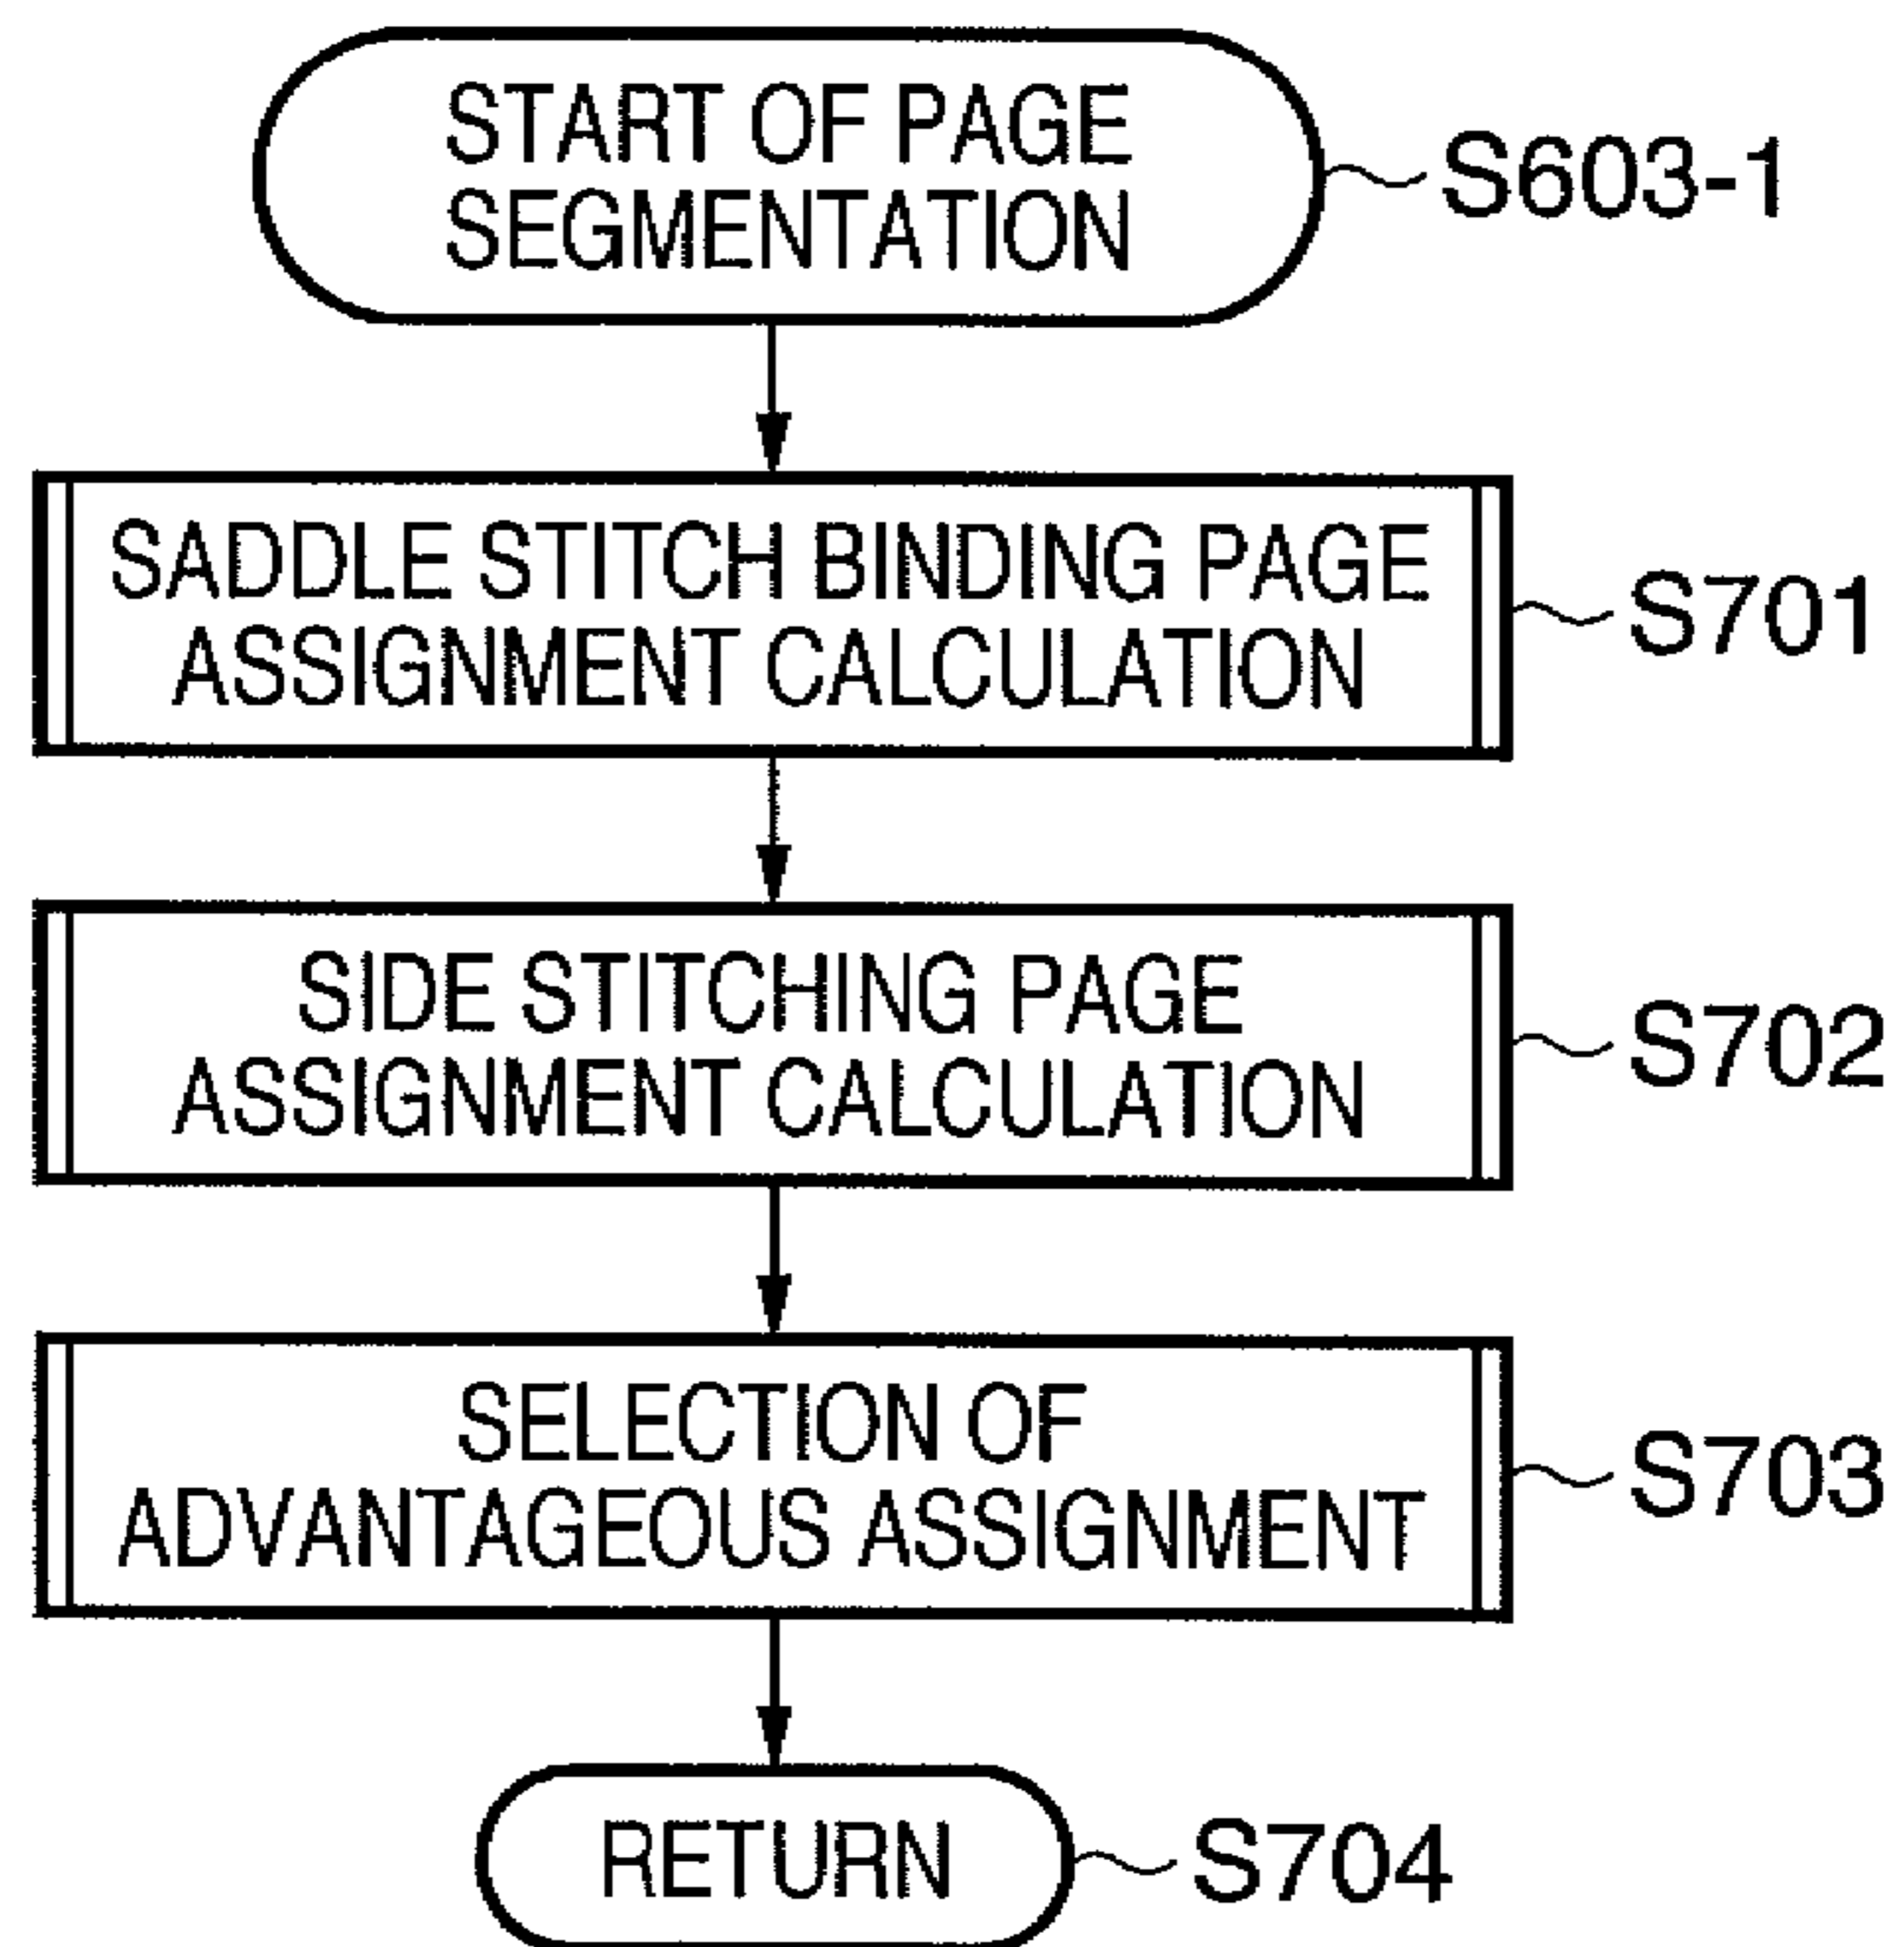 START OF PAGE
SEGMENTATION
S603-1
SADDLE STITCH BINDING PAGE
ASSIGNMENT CALCULATION
S701
SIDE STITCHING PAGE
ASSIGNMENT CALCULATION
S702
SELECTION OF
ADVANTAGEOUS ASSIGNMENT
S703
RETURN
S704